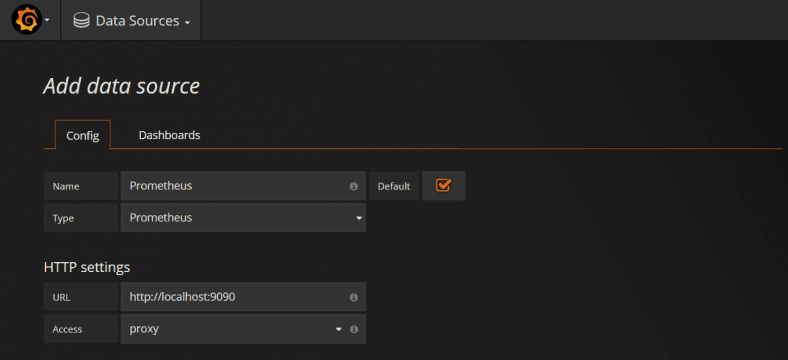 Data Sources
Add data source
Config Dashboards
Name Prometheus Default
Type Prometheus
HTTP settings
URL http://localhost:9090
Access proxy